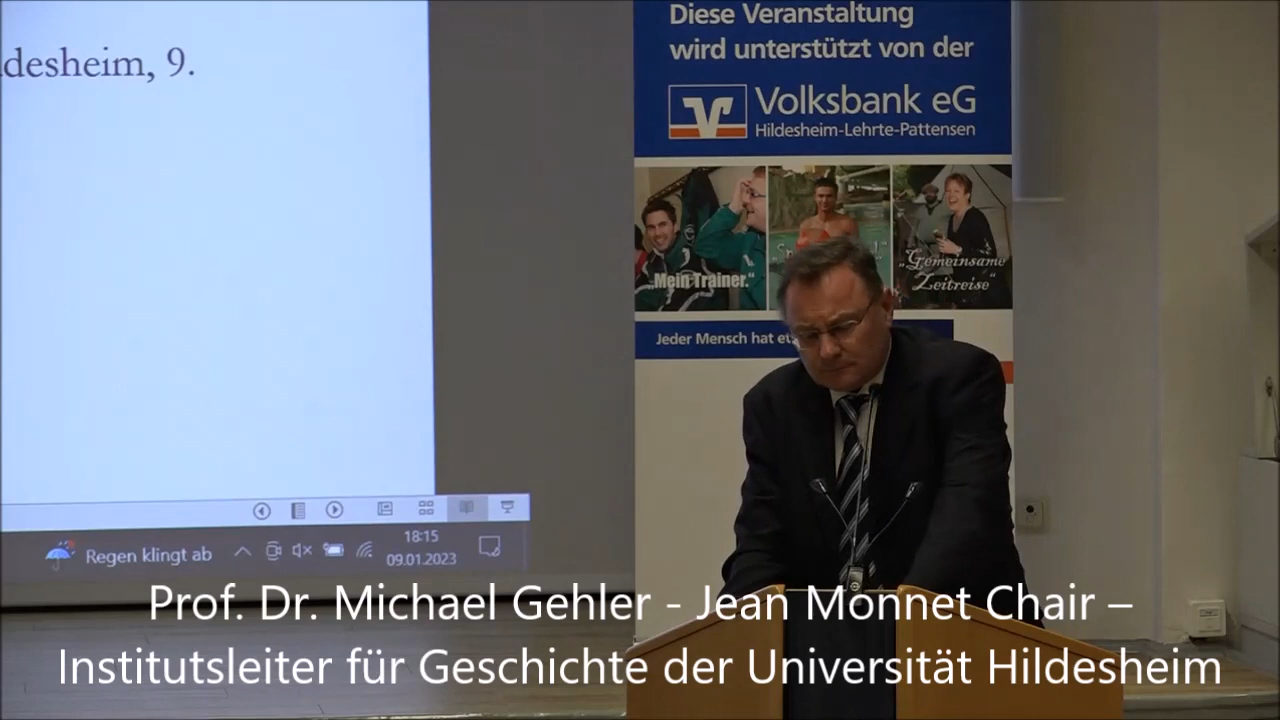 ldesheim, 9.
Diese Veranstaltung
wird unterstützt von der
Volksbank eG
Hildesheim-Lehrte-Pattensen
„Mein Trainer.“
„Gemeinsame
Zeitreise“
Jeder Mensch hat
Regen klingt ab
18:15
09.01.2023
Prof. Dr. Michael Gehler - Jean Monnet Chair –
Institutsleiter für Geschichte der Universität Hildesheim